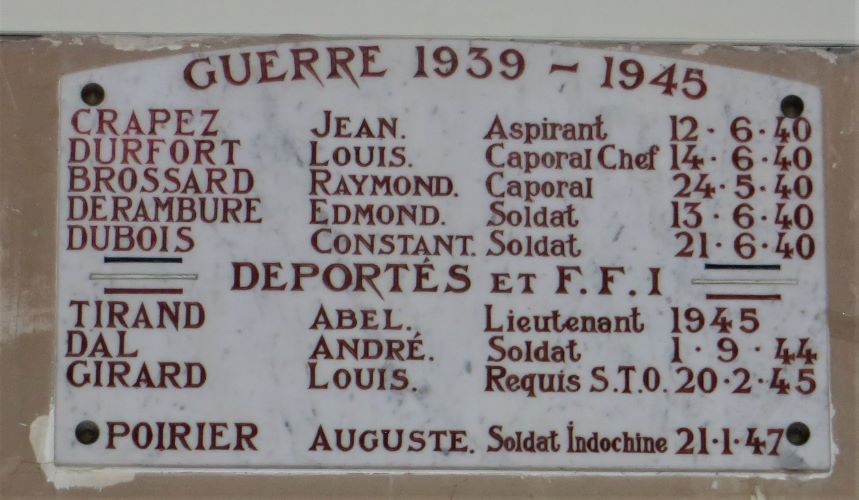 GUERRE 1939 - 1945
CRAPEZ JEAN. Aspirant 12·6·40
DURFORT LOUIS. Caporal Chef 14·6·40
BROSSARD RAYMOND. Caporal 24·5·40
DERAMBURE EDMOND. Soldat 13·6·40
DUBOIS CONSTANT. Soldat 21·6·40
DEPORTÉS ET F.F.I
TIRAND ABEL. Lieutenant 1945
DAL ANDRÉ. Soldat 1·9·44
GIRARD LOUIS. Requis S.T.O. 20·2·45
POIRIER AUGUSTE. Soldat Indochine 21·1·47